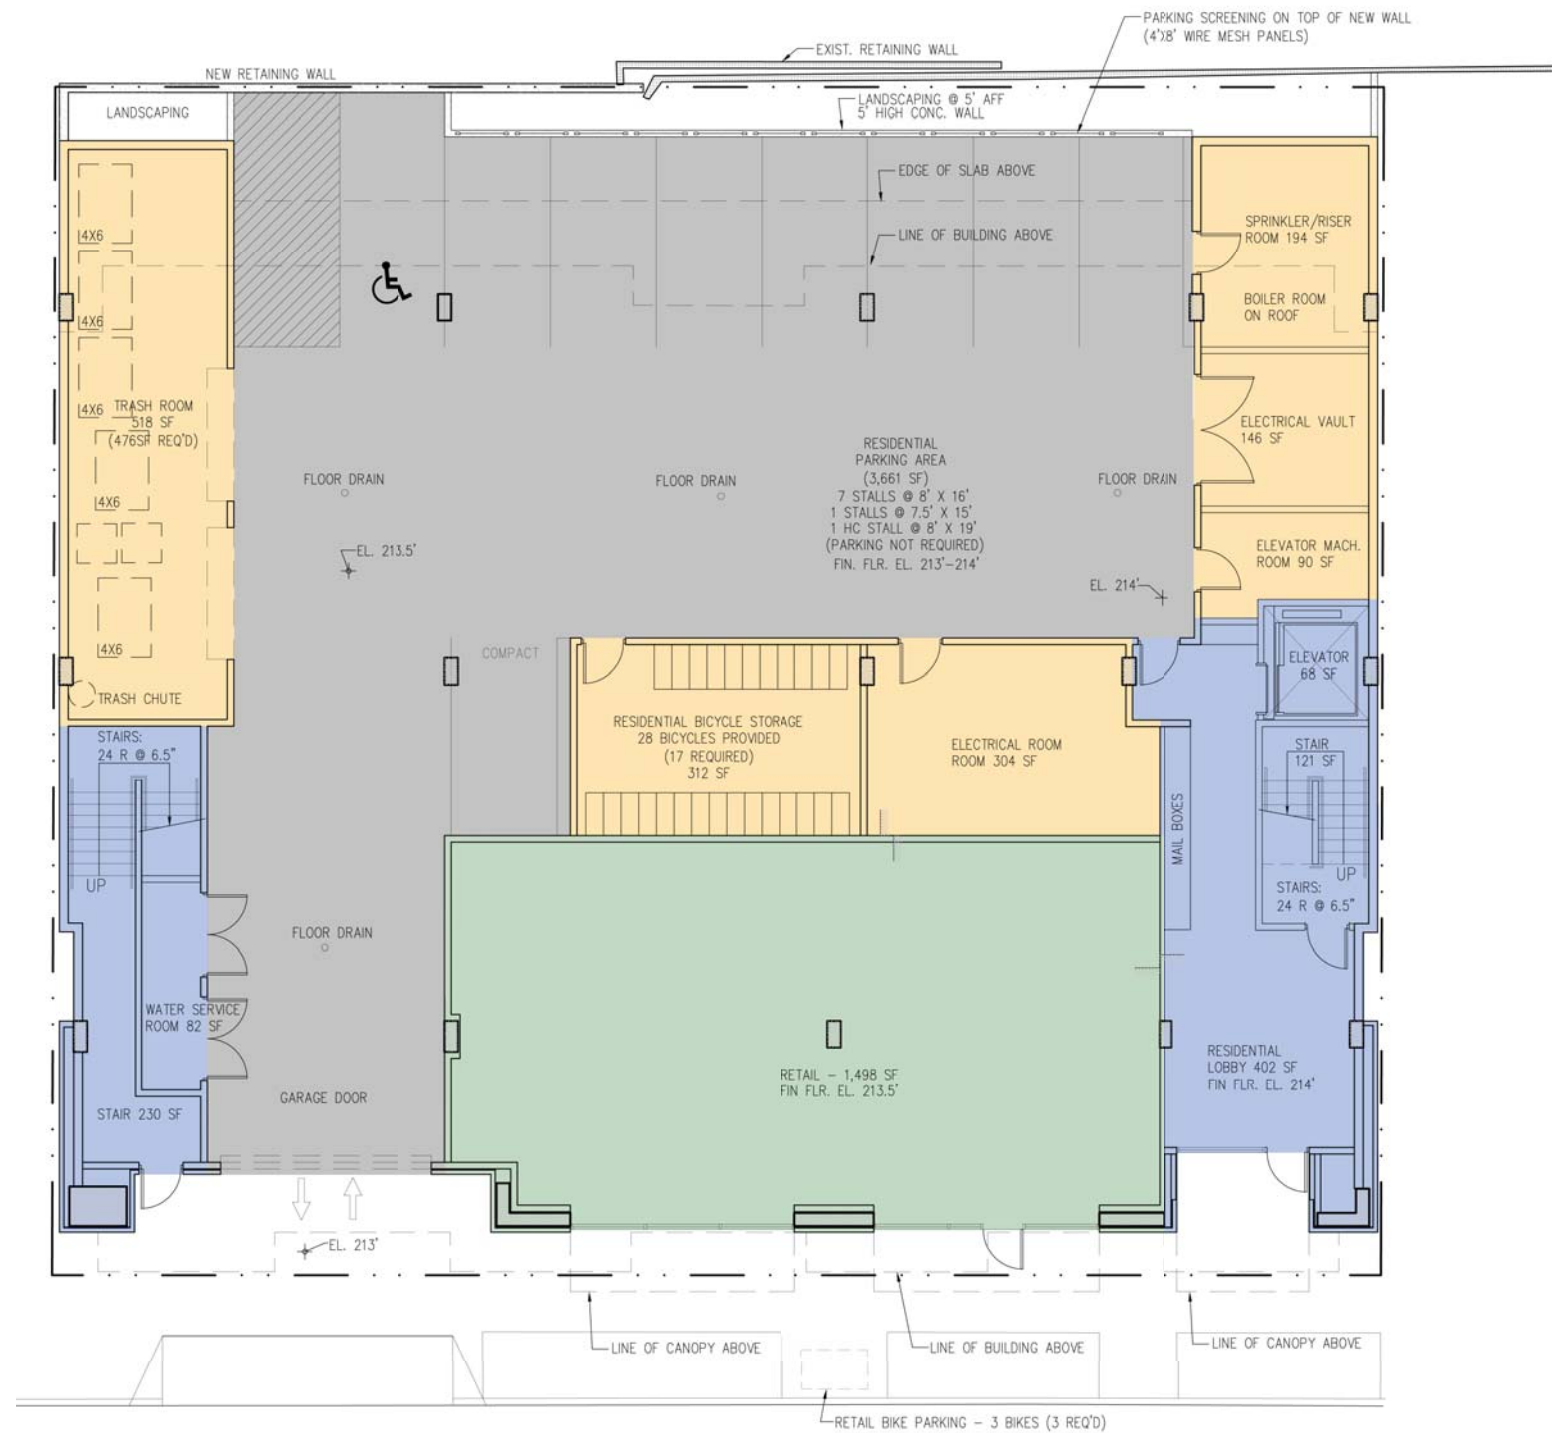 PARKING SCREENING ON TOP OF NEW WALL
(4'X8' WIRE MESH PANELS)
EXIST. RETAINING WALL
NEW RETAINING WALL
LANDSCAPING
LANDSCAPING @ 5' AFF
5' HIGH CONC. WALL
EDGE OF SLAB ABOVE
LINE OF BUILDING ABOVE
SPRINKLER/RISER
ROOM 194 SF
BOILER ROOM
ON ROOF
4X6
4X6
4X6
TRASH ROOM
518 SF
(476SF REQ'D)
4X6
4X6
TRASH CHUTE
ELECTRICAL VAULT
146 SF
RESIDENTIAL
PARKING AREA
(3,661 SF)
7 STALLS @ 8' X 16'
1 STALLS @ 7.5' X 15'
1 HC STALL @ 8' X 19'
(PARKING NOT REQUIRED)
FIN. FLR. EL. 213'-214'
FLOOR DRAIN
FLOOR DRAIN
FLOOR DRAIN
EL. 213.5'
EL. 214'
ELEVATOR MACH.
ROOM 90 SF
COMPACT
ELEVATOR
68 SF
RESIDENTIAL BICYCLE STORAGE
28 BICYCLES PROVIDED
(17 REQUIRED)
312 SF
ELECTRICAL ROOM
ROOM 304 SF
STAIRS:
24 R @ 6.5"
UP
STAIR
121 SF
MAIL BOXES
UP
STAIRS:
24 R @ 6.5"
FLOOR DRAIN
WATER SERVICE
ROOM 82 SF
RETAIL - 1,498 SF
FIN FLR. EL. 213.5'
RESIDENTIAL
LOBBY 402 SF
FIN FLR. EL. 214'
GARAGE DOOR
STAIR 230 SF
EL. 213'
LINE OF CANOPY ABOVE
LINE OF BUILDING ABOVE
LINE OF CANOPY ABOVE
RETAIL BIKE PARKING - 3 BIKES (3 REQ'D)